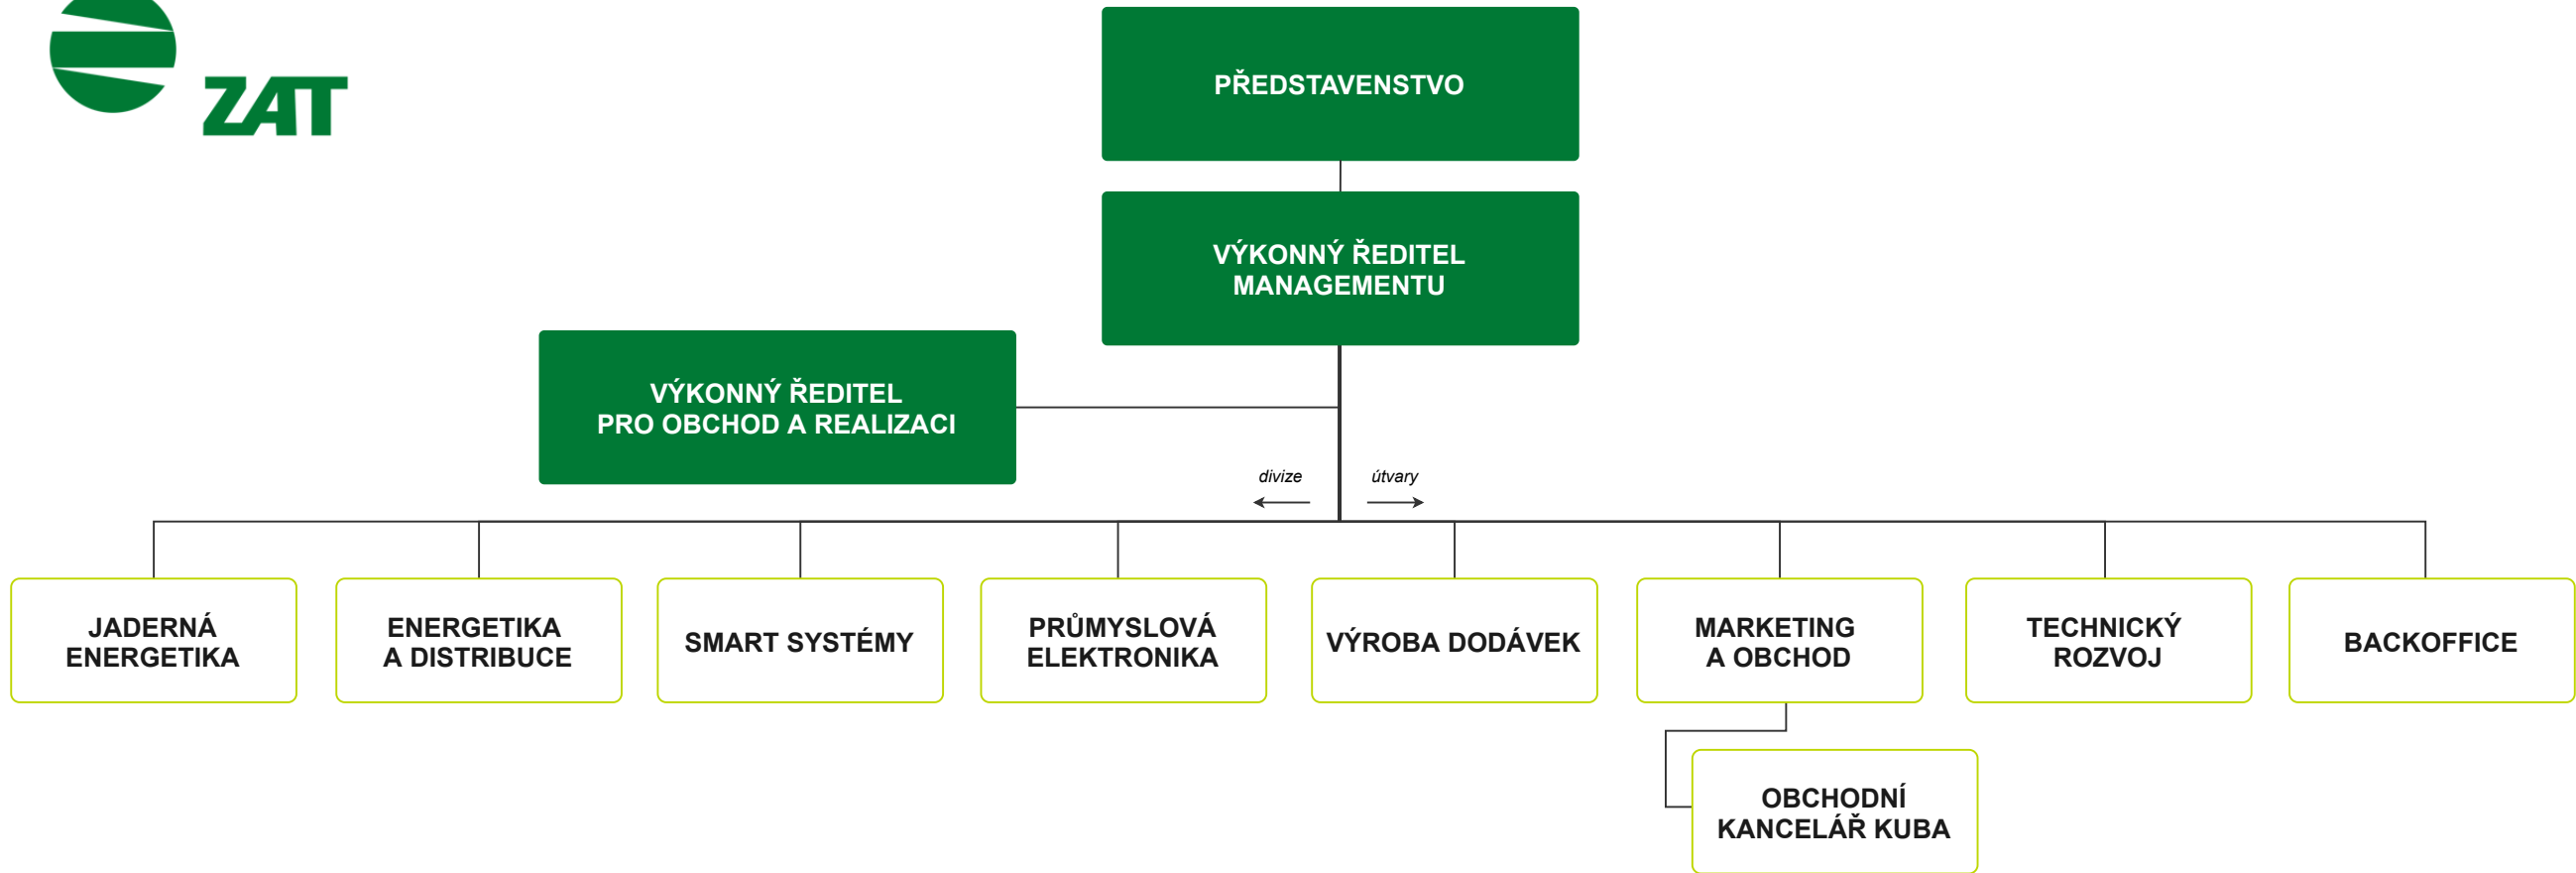 ZAT
PŘEDSTAVENSTVO
VÝKONNÝ ŘEDITEL
MANAGEMENTU
VÝKONNÝ ŘEDITEL
PRO OBCHOD A REALIZACI
divize
útvary
JADERNÁ
ENERGETIKA
ENERGETIKA
A DISTRIBUCE
SMART SYSTÉMY
PRŮMYSLOVÁ
ELEKTRONIKA
VÝROBA DODÁVEK
MARKETING
A OBCHOD
TECHNICKÝ
ROZVOJ
BACKOFFICE
OBCHODNÍ
KANCELÁŘ KUBA